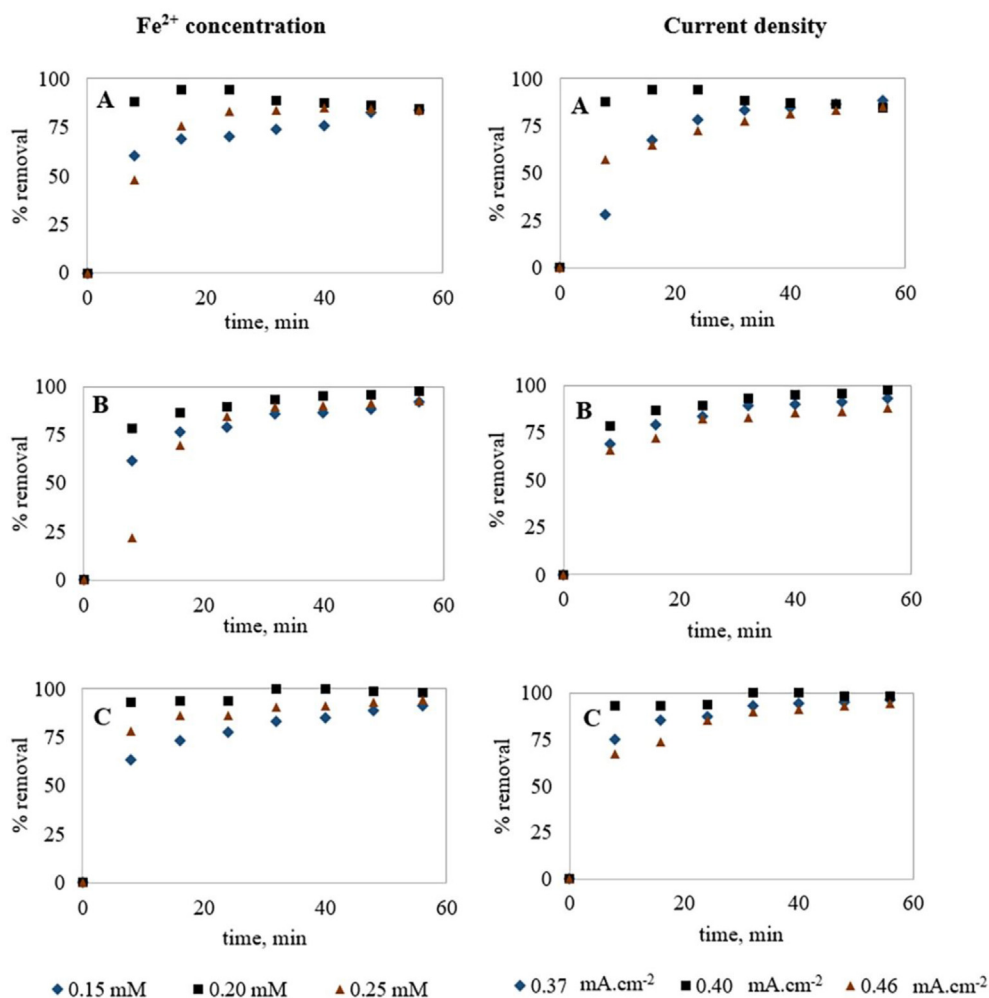 Fe²⁺ concentration
Current density
100
75
50
25
0
% removal
A
0
20
40
60
time, min
100
75
50
25
0
% removal
A
0
20
40
60
time, min
100
75
50
25
0
% removal
B
0
20
40
60
time, min
100
75
50
25
0
% removal
B
0
20
40
60
time, min
100
75
50
25
0
% removal
C
0
20
40
60
time, min
100
75
50
25
0
% removal
C
0
20
40
60
time, min
0.15 mM 0.20 mM 0.25 mM
0.37 mA.cm⁻² 0.40 mA.cm⁻² 0.46 mA.cm⁻²